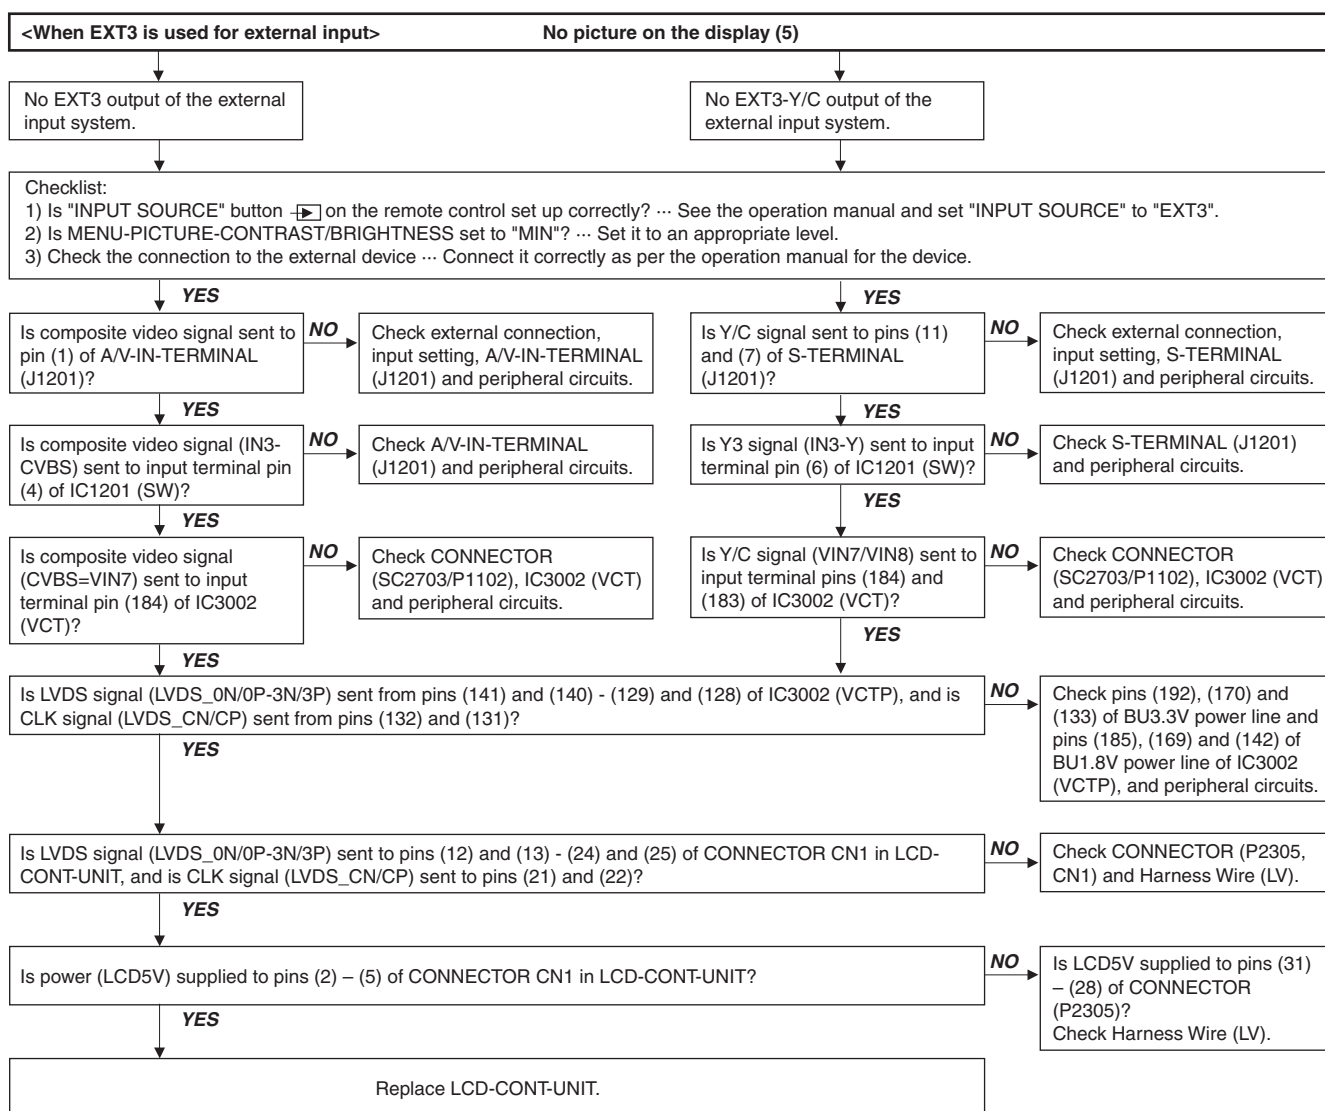 <When EXT3 is used for external input>
No picture on the display (5)
No EXT3 output of the external
input system.
No EXT3-Y/C output of the
external input system.
Checklist:
1) Is "INPUT SOURCE" button on the remote control set up correctly? ··· See the operation manual and set "INPUT SOURCE" to "EXT3".
2) Is MENU-PICTURE-CONTRAST/BRIGHTNESS set to "MIN"? ··· Set it to an appropriate level.
3) Check the connection to the external device ··· Connect it correctly as per the operation manual for the device.
YES
YES
Is composite video signal sent to
pin (1) of A/V-IN-TERMINAL
(J1201)?
NO
Check external connection,
input setting, A/V-IN-TERMINAL
(J1201) and peripheral circuits.
Is Y/C signal sent to pins (11)
and (7) of S-TERMINAL
(J1201)?
NO
Check external connection,
input setting, S-TERMINAL
(J1201) and peripheral circuits.
YES
YES
Is composite video signal (IN3-
CVBS) sent to input terminal pin
(4) of IC1201 (SW)?
NO
Check A/V-IN-TERMINAL
(J1201) and peripheral circuits.
Is Y3 signal (IN3-Y) sent to input
terminal pin (6) of IC1201 (SW)?
NO
Check S-TERMINAL (J1201)
and peripheral circuits.
YES
YES
Is composite video signal
(CVBS=VIN7) sent to input
terminal pin (184) of IC3002
(VCT)?
NO
Check CONNECTOR
(SC2703/P1102), IC3002 (VCT)
and peripheral circuits.
Is Y/C signal (VIN7/VIN8) sent to
input terminal pins (184) and
(183) of IC3002 (VCT)?
NO
Check CONNECTOR
(SC2703/P1102), IC3002 (VCT)
and peripheral circuits.
YES
YES
Is LVDS signal (LVDS_0N/0P-3N/3P) sent from pins (141) and (140) - (129) and (128) of IC3002 (VCTP), and is
CLK signal (LVDS_CN/CP) sent from pins (132) and (131)?
NO
Check pins (192), (170) and
(133) of BU3.3V power line and
pins (185), (169) and (142) of
BU1.8V power line of IC3002
(VCTP), and peripheral circuits.
YES
Is LVDS signal (LVDS_0N/0P-3N/3P) sent to pins (12) and (13) - (24) and (25) of CONNECTOR CN1 in LCD-
CONT-UNIT, and is CLK signal (LVDS_CN/CP) sent to pins (21) and (22)?
NO
Check CONNECTOR (P2305,
CN1) and Harness Wire (LV).
YES
Is power (LCD5V) supplied to pins (2) – (5) of CONNECTOR CN1 in LCD-CONT-UNIT?
NO
Is LCD5V supplied to pins (31)
– (28) of CONNECTOR
(P2305)?
Check Harness Wire (LV).
YES
Replace LCD-CONT-UNIT.